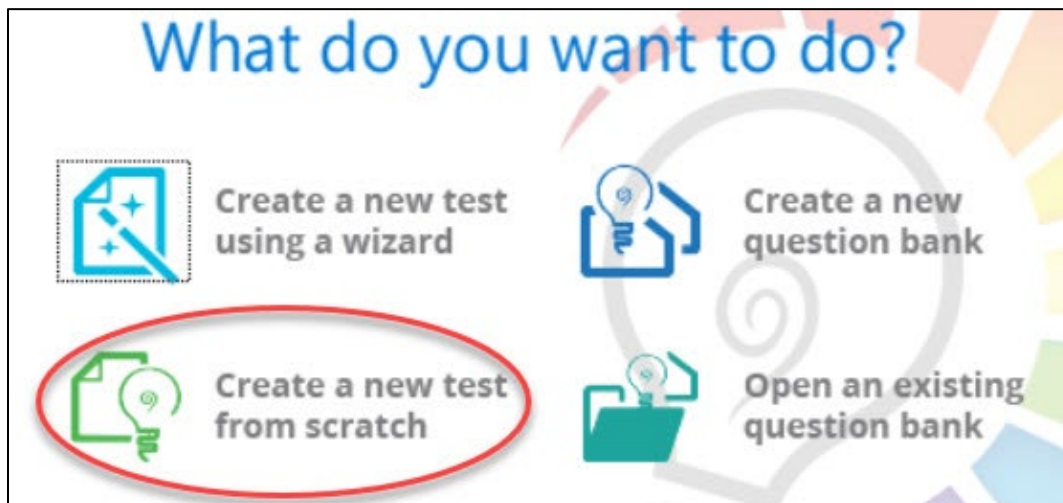 What do you want to do?
Create a new test
using a wizard
Create a new
question bank
Create a new test
from scratch
Open an existing
question bank